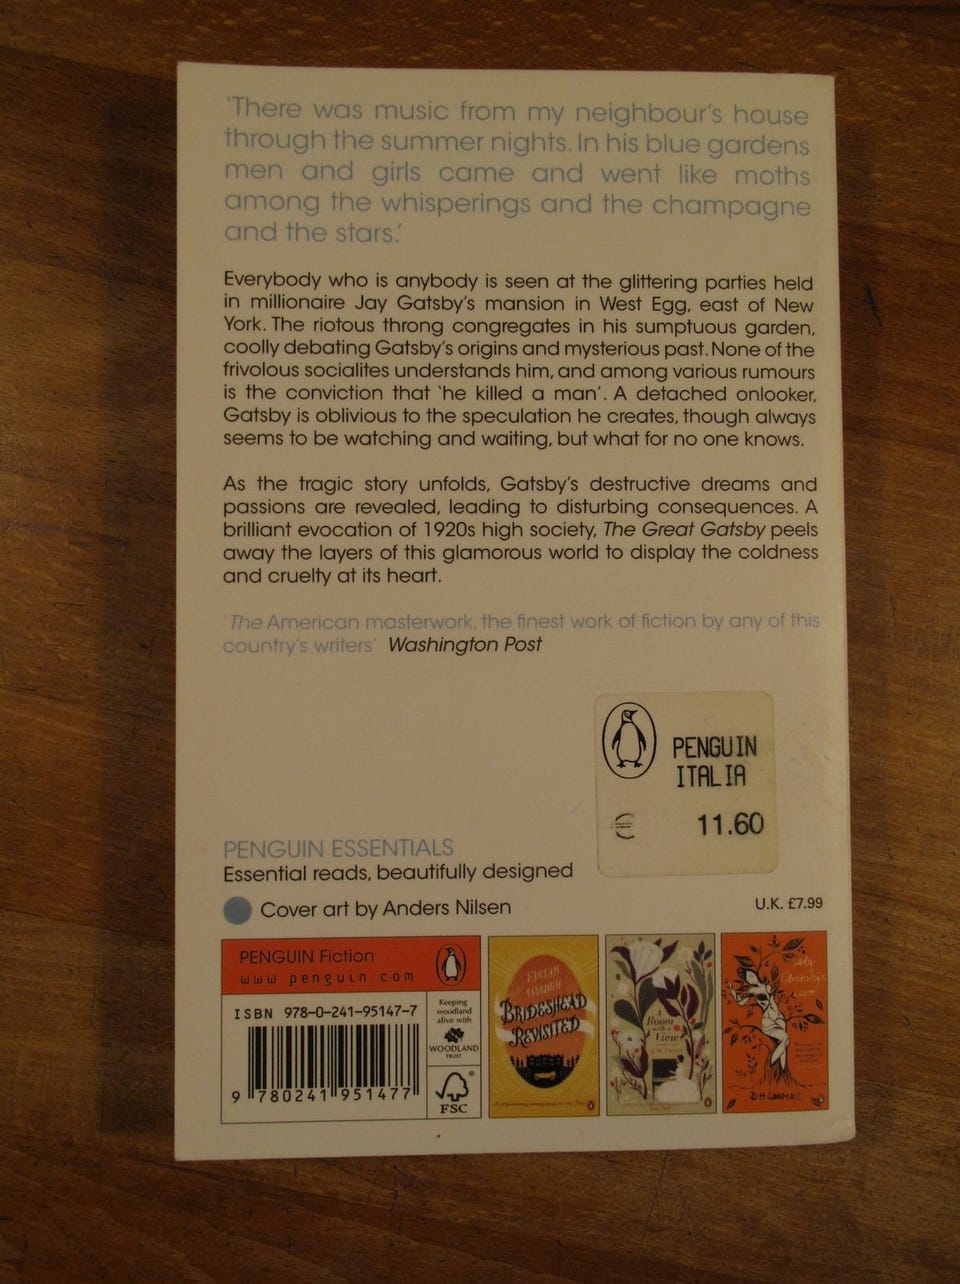 'There was music from my neighbour's house
through the summer nights. In his blue gardens
men and girls came and went like moths
among the whisperings and the champagne
and the stars.'
Everybody who is anybody is seen at the glittering parties held
in millionaire Jay Gatsby's mansion in West Egg, east of New
York. The riotous throng congregates in his sumptuous garden,
coolly debating Gatsby's origins and mysterious past. None of the
frivolous socialites understands him, and among various rumours
is the conviction that 'he killed a man'. A detached onlooker,
Gatsby is oblivious to the speculation he creates, though always
seems to be watching and waiting, but what for no one knows.
As the tragic story unfolds, Gatsby's destructive dreams and
passions are revealed, leading to disturbing consequences. A
brilliant evocation of 1920s high society, The Great Gatsby peels
away the layers of this glamorous world to display the coldness
and cruelty at its heart.
'The American masterwork, the finest work of fiction by any of this
country's writers' Washington Post
PENGUIN
ITALIA
€ 11.60
PENGUIN ESSENTIALS
Essential reads, beautifully designed
Cover art by Anders Nilsen
U.K. £7.99
PENGUIN Fiction
www penguin com
ISBN 978-0-241-95147-7
9 780241 951477
Keeping
woodland
alive with
WOODLAND
TRUST
FSC
EVELYN
WAUGH
BRIDESHEAD
REVISITED
A
Room
with a
View
D H LAWRENCE